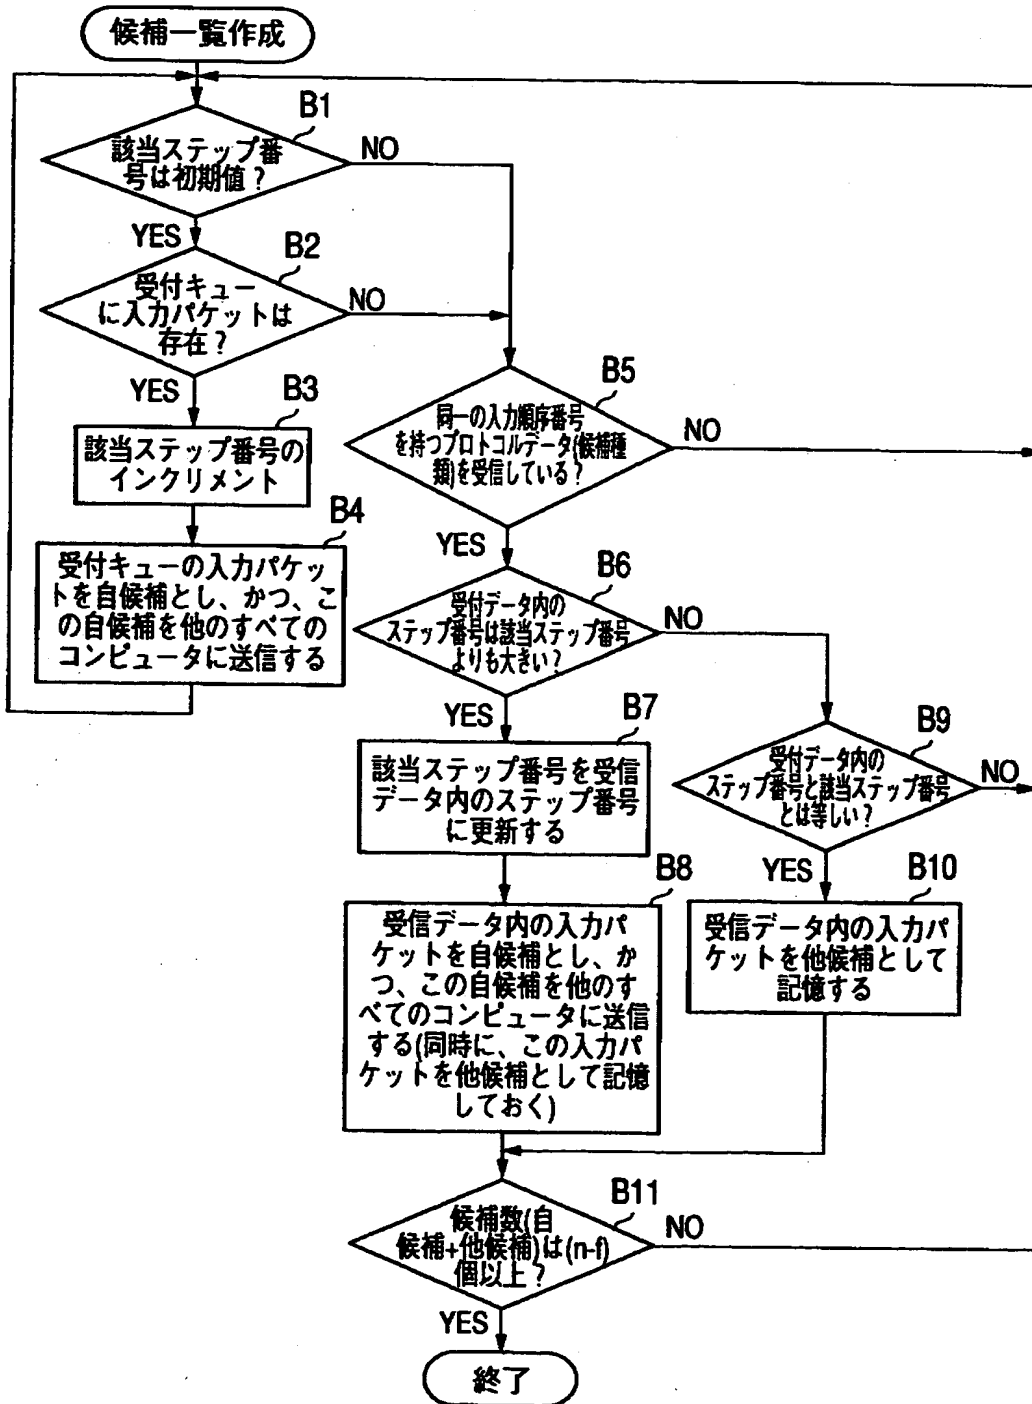 候補一覧作成
B1
該当ステップ番
号は初期値?
NO
YES
B2
受付キュー
に入力パケットは
存在?
NO
YES
B3
該当ステップ番号の
インクリメント
B4
受付キューの入力パケッ
トを自候補とし、かつ、こ
の自候補を他のすべての
コンピュータに送信する
B5
同一の入力順序番号
を持つプロトコルデータ(候補種
類)を受信している?
NO
YES
B6
受付データ内の
ステップ番号は該当ステップ番号
よりも大きい?
NO
YES
B7
該当ステップ番号を受信
データ内のステップ番号
に更新する
B8
受信データ内の入力パ
ケットを自候補とし、か
つ、この自候補を他のす
べてのコンピュータに送信
する(同時に、この入力パ
ケットを他候補として記憶
しておく)
B9
受付データ内の
ステップ番号と該当ステップ番号
とは等しい?
NO
YES
B10
受信データ内の入力パ
ケットを他候補として
記憶する
B11
候補数(自
候補+他候補)は(n-f)
個以上?
NO
YES
終了